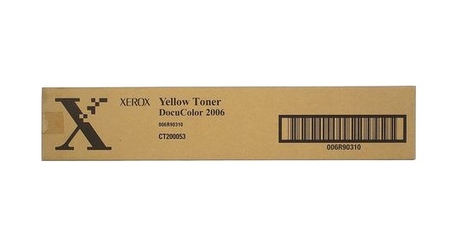 XEROX Yellow Toner
DocuColor 2006
006R90310
CT200053
006R90310